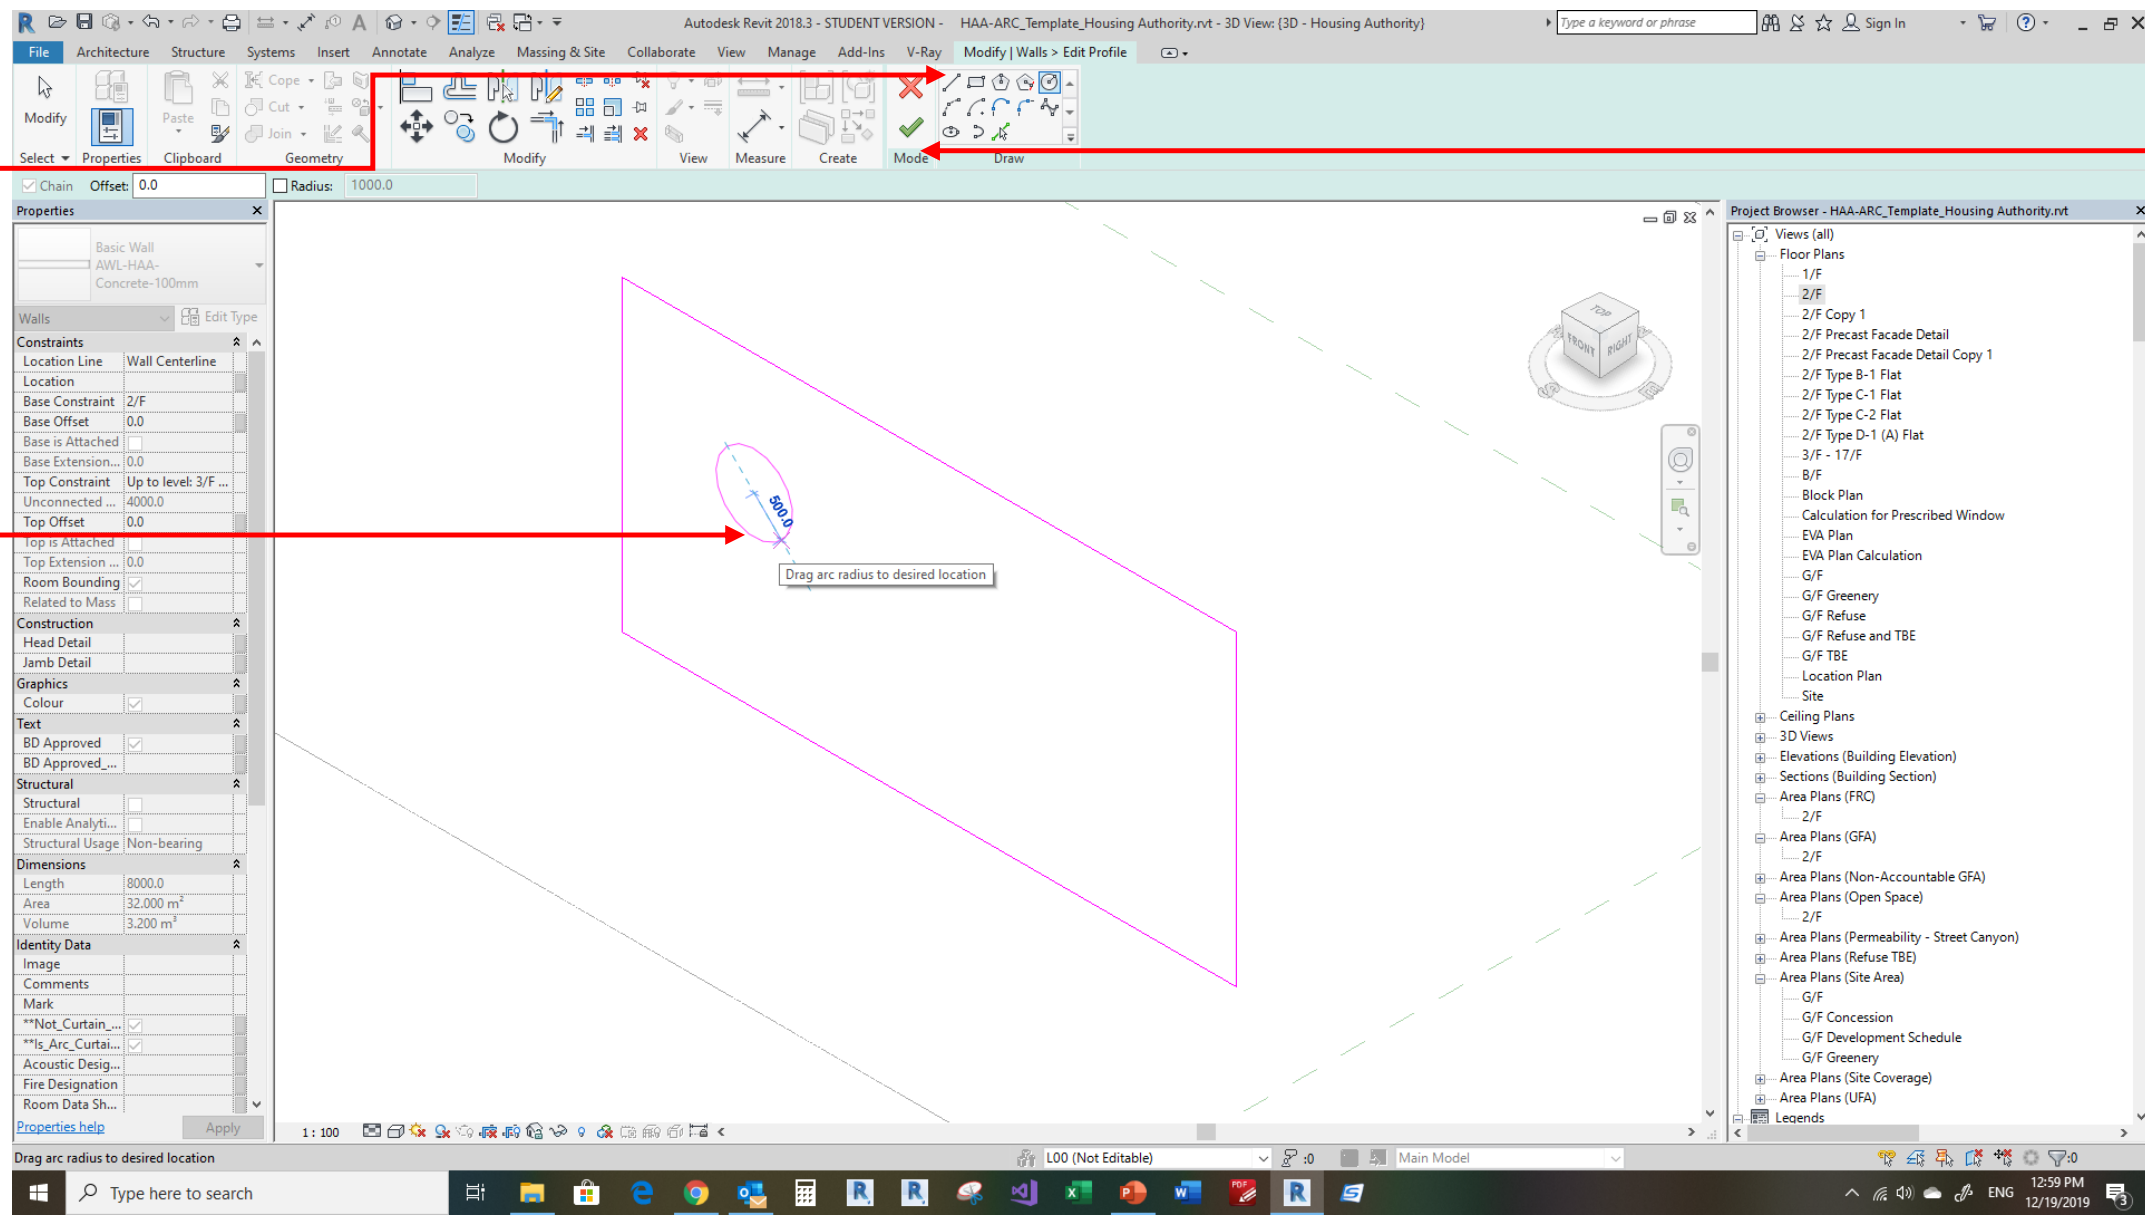 Autodesk Revit 2018.3 - STUDENT VERSION - HAA-ARC_Template_Housing Authority.rvt - 3D View: {3D - Housing Authority}
Type a keyword or phrase
Sign In
File Architecture Structure Systems Insert Annotate Analyze Massing & Site Collaborate View Manage Add-Ins V-Ray Modify | Walls > Edit Profile
Modify
Paste
Cope
Cut
Join
Select Properties Clipboard Geometry Modify View Measure Create Mode Draw
Chain Offset: 0.0 Radius: 1000.0
Properties
Basic Wall
AWL-HAA-
Concrete-100mm
Walls Edit Type
Constraints
Location Line Wall Centerline
Location
Base Constraint 2/F
Base Offset 0.0
Base is Attached
Base Extension... 0.0
Top Constraint Up to level: 3/F ...
Unconnected ... 4000.0
Top Offset 0.0
Top is Attached
Top Extension ... 0.0
Room Bounding
Related to Mass
Construction
Head Detail
Jamb Detail
Graphics
Colour
Text
BD Approved
BD Approved_...
Structural
Structural
Enable Analyti...
Structural Usage Non-bearing
Dimensions
Length 8000.0
Area 32.000 m²
Volume 3.200 m³
Identity Data
Image
Comments
Mark
**Not_Curtain_...
**Is_Arc_Curtai...
Acoustic Desig...
Fire Designation
Room Data Sh...
Properties help Apply
500.0
Drag arc radius to desired location
TOP
FRONT
RIGHT
1 : 100
Project Browser - HAA-ARC_Template_Housing Authority.rvt
Views (all)
Floor Plans
1/F
2/F
2/F Copy 1
2/F Precast Facade Detail
2/F Precast Facade Detail Copy 1
2/F Type B-1 Flat
2/F Type C-1 Flat
2/F Type C-2 Flat
2/F Type D-1 (A) Flat
3/F - 17/F
B/F
Block Plan
Calculation for Prescribed Window
EVA Plan
EVA Plan Calculation
G/F
G/F Greenery
G/F Refuse
G/F Refuse and TBE
G/F TBE
Location Plan
Site
Ceiling Plans
3D Views
Elevations (Building Elevation)
Sections (Building Section)
Area Plans (FRC)
2/F
Area Plans (GFA)
2/F
Area Plans (Non-Accountable GFA)
Area Plans (Open Space)
2/F
Area Plans (Permeability - Street Canyon)
Area Plans (Refuse TBE)
Area Plans (Site Area)
G/F
G/F Concession
G/F Development Schedule
G/F Greenery
Area Plans (Site Coverage)
Area Plans (UFA)
Legends
Drag arc radius to desired location
L00 (Not Editable)
:0
Main Model
:0
Type here to search
ENG
12:59 PM
12/19/2019
3